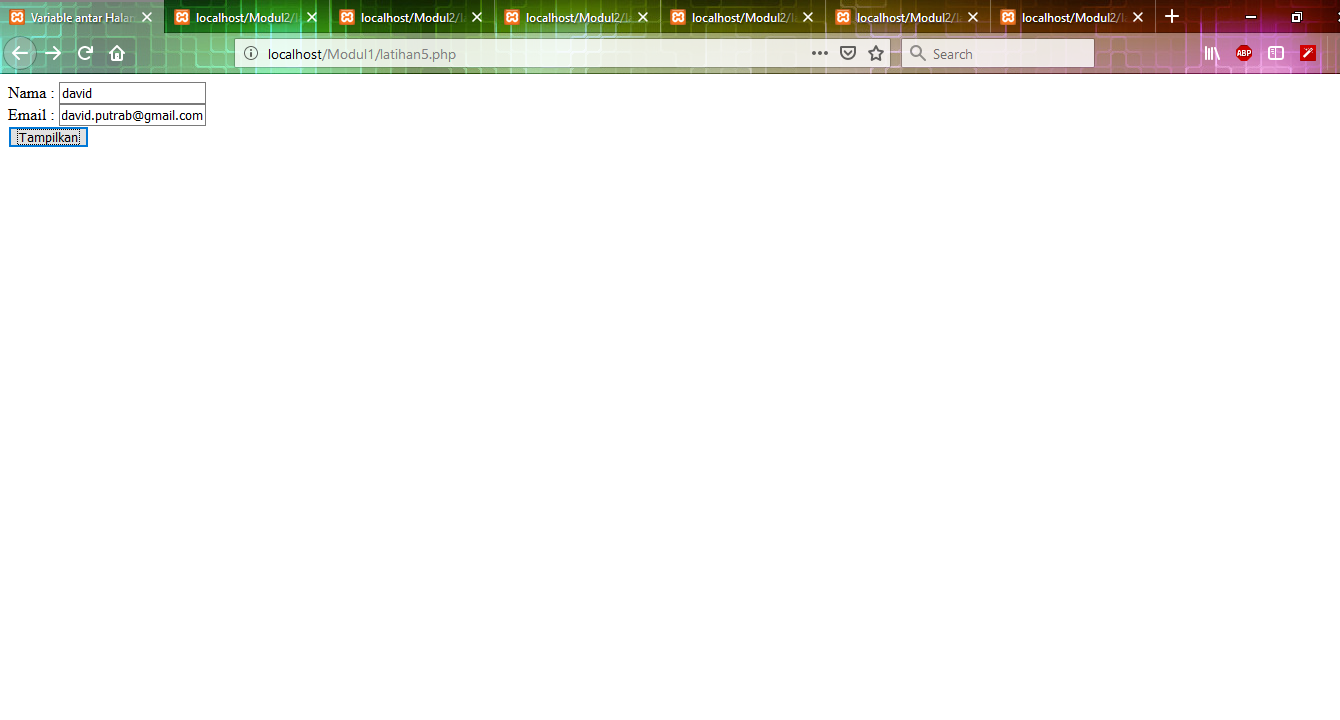 Variable antar Halan
localhost/Modul2/l
localhost/Modul2/l
localhost/Modul2/l
localhost/Modul2/l
localhost/Modul2/l
localhost/Modul2/l
localhost/Modul1/latihan5.php
Search
ABP
Nama : david
Email : david.putrab@gmail.com
Tampilkan